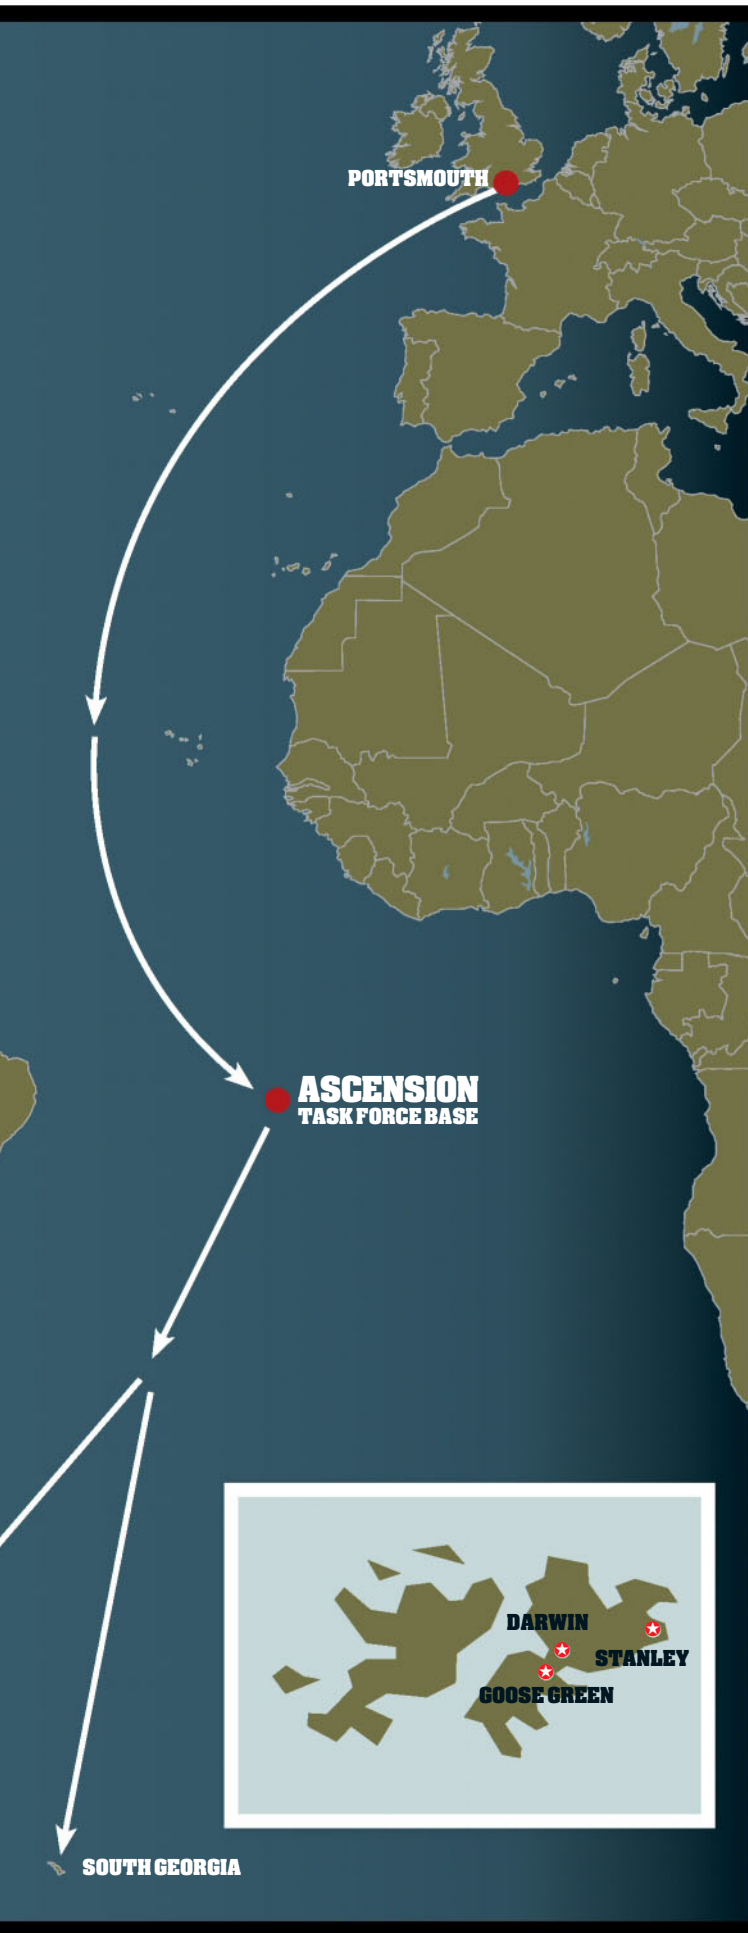 PORTSMOUTH
ASCENSION
TASK FORCE BASE
DARWIN
STANLEY
GOOSE GREEN
SOUTH GEORGIA